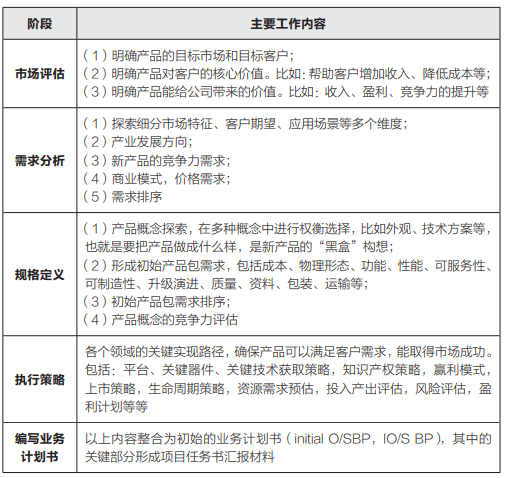 阶段
主要工作内容
市场评估
（1）明确产品的目标市场和目标客户；
（2）明确产品对客户的核心价值。比如：帮助客户增加收入、降低成本等；
（3）明确产品能给公司带来的价值。比如：收入、盈利、竞争力的提升等
需求分析
（1）探索细分市场特征、客户期望、应用场景等多个维度；
（2）产业发展方向；
（3）新产品的竞争力需求；
（4）商业模式，价格需求；
（5）需求排序
规格定义
（1）产品概念探索，在多种概念中进行权衡选择，比如外观、技术方案等，
也就是要把产品做成什么样，是新产品的“黑盒”构想；
（2）形成初始产品包需求，包括成本、物理形态、功能、性能、可服务性、
可制造性、升级演进、质量、资料、包装、运输等；
（3）初始产品包需求排序；
（4）产品概念的竞争力评估
执行策略
各个领域的关键实现路径，确保产品可以满足客户需求，能取得市场成功。
包括：平台、关键器件、关键技术获取策略，知识产权策略，赢利模式，
上市策略，生命周期策略，资源需求预估，投入产出评估，风险评估，盈
利计划等等
编写业务
计划书
以上内容整合为初始的业务计划书（initial O/SBP，IO/S BP），其中的
关键部分形成项目任务书汇报材料